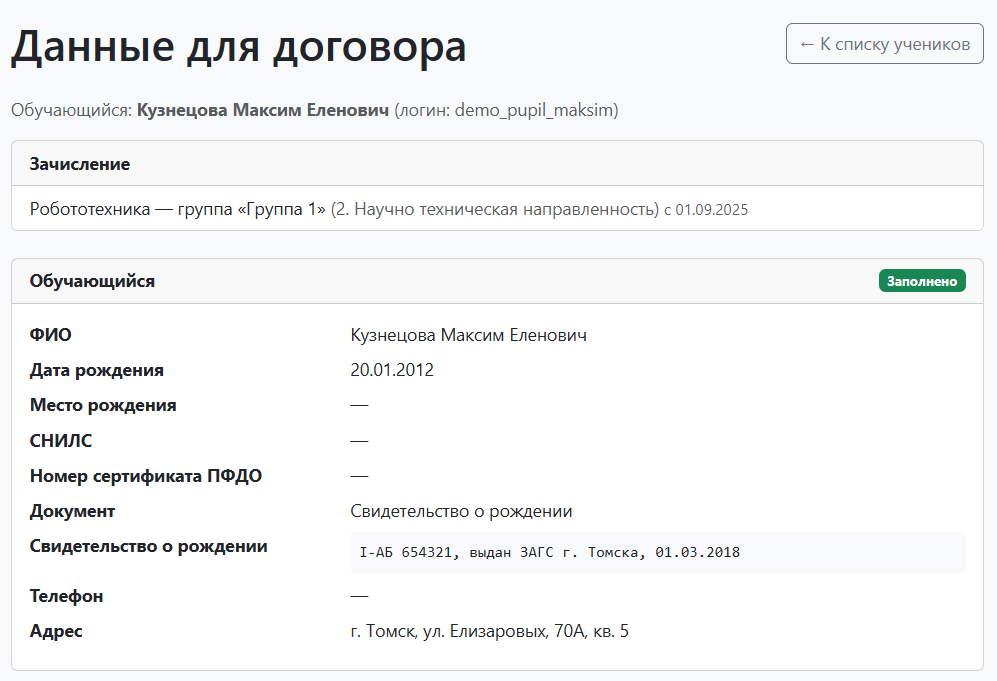 Данные для договора
← К списку учеников
Обучающийся: Кузнецова Максим Еленович (логин: demo_pupil_maksim)
Зачисление
Робототехника — группа «Группа 1» (2. Научно техническая направленность) с 01.09.2025
Обучающийся
Заполнено
ФИО Кузнецова Максим Еленович
Дата рождения 20.01.2012
Место рождения —
СНИЛС —
Номер сертификата ПФДО —
Документ Свидетельство о рождении
Свидетельство о рождении I-АБ 654321, выдан ЗАГС г. Томска, 01.03.2018
Телефон —
Адрес г. Томск, ул. Елизаровых, 70А, кв. 5